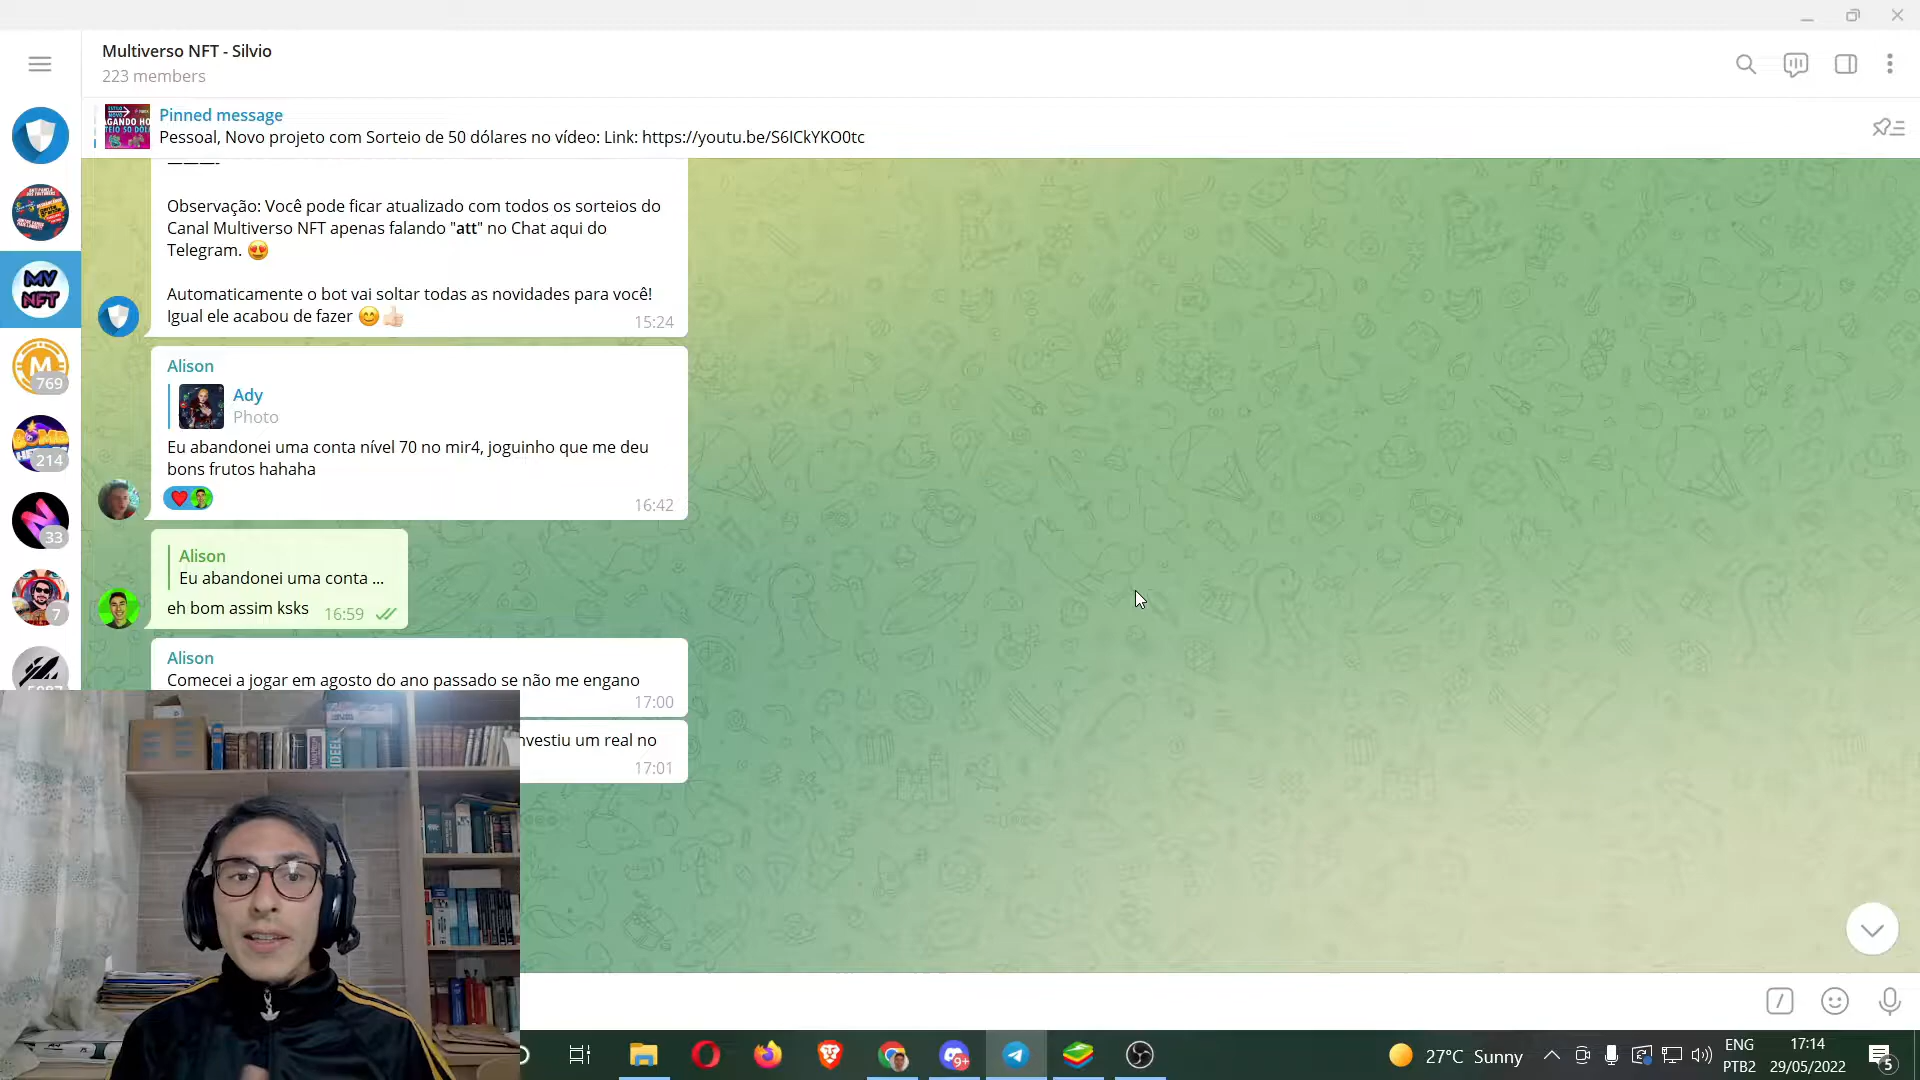 Multiverso NFT - Silvio
223 members
Pinned message
Pessoal, Novo projeto com Sorteio de 50 dólares no vídeo: Link: https://youtu.be/S6lCkYKO0tc
Observação: Você pode ficar atualizado com todos os sorteios do
Canal Multiverso NFT apenas falando "att" no Chat aqui do
Telegram. 😍
Automaticamente o bot vai soltar todas as novidades para você!
Igual ele acabou de fazer 😊👍🏻
15:24
Alison
Ady
Photo
Eu abandonei uma conta nível 70 no mir4, joguinho que me deu
bons frutos hahaha
16:42
Alison
Eu abandonei uma conta ...
eh bom assim ksks 16:59
Alison
Comecei a jogar em agosto do ano passado se não me engano
17:00
nvestiu um real no
17:01
MV
NFT
M
769
214
33
7
27°C Sunny
ENG
PTB2
17:14
29/05/2022
5
9+